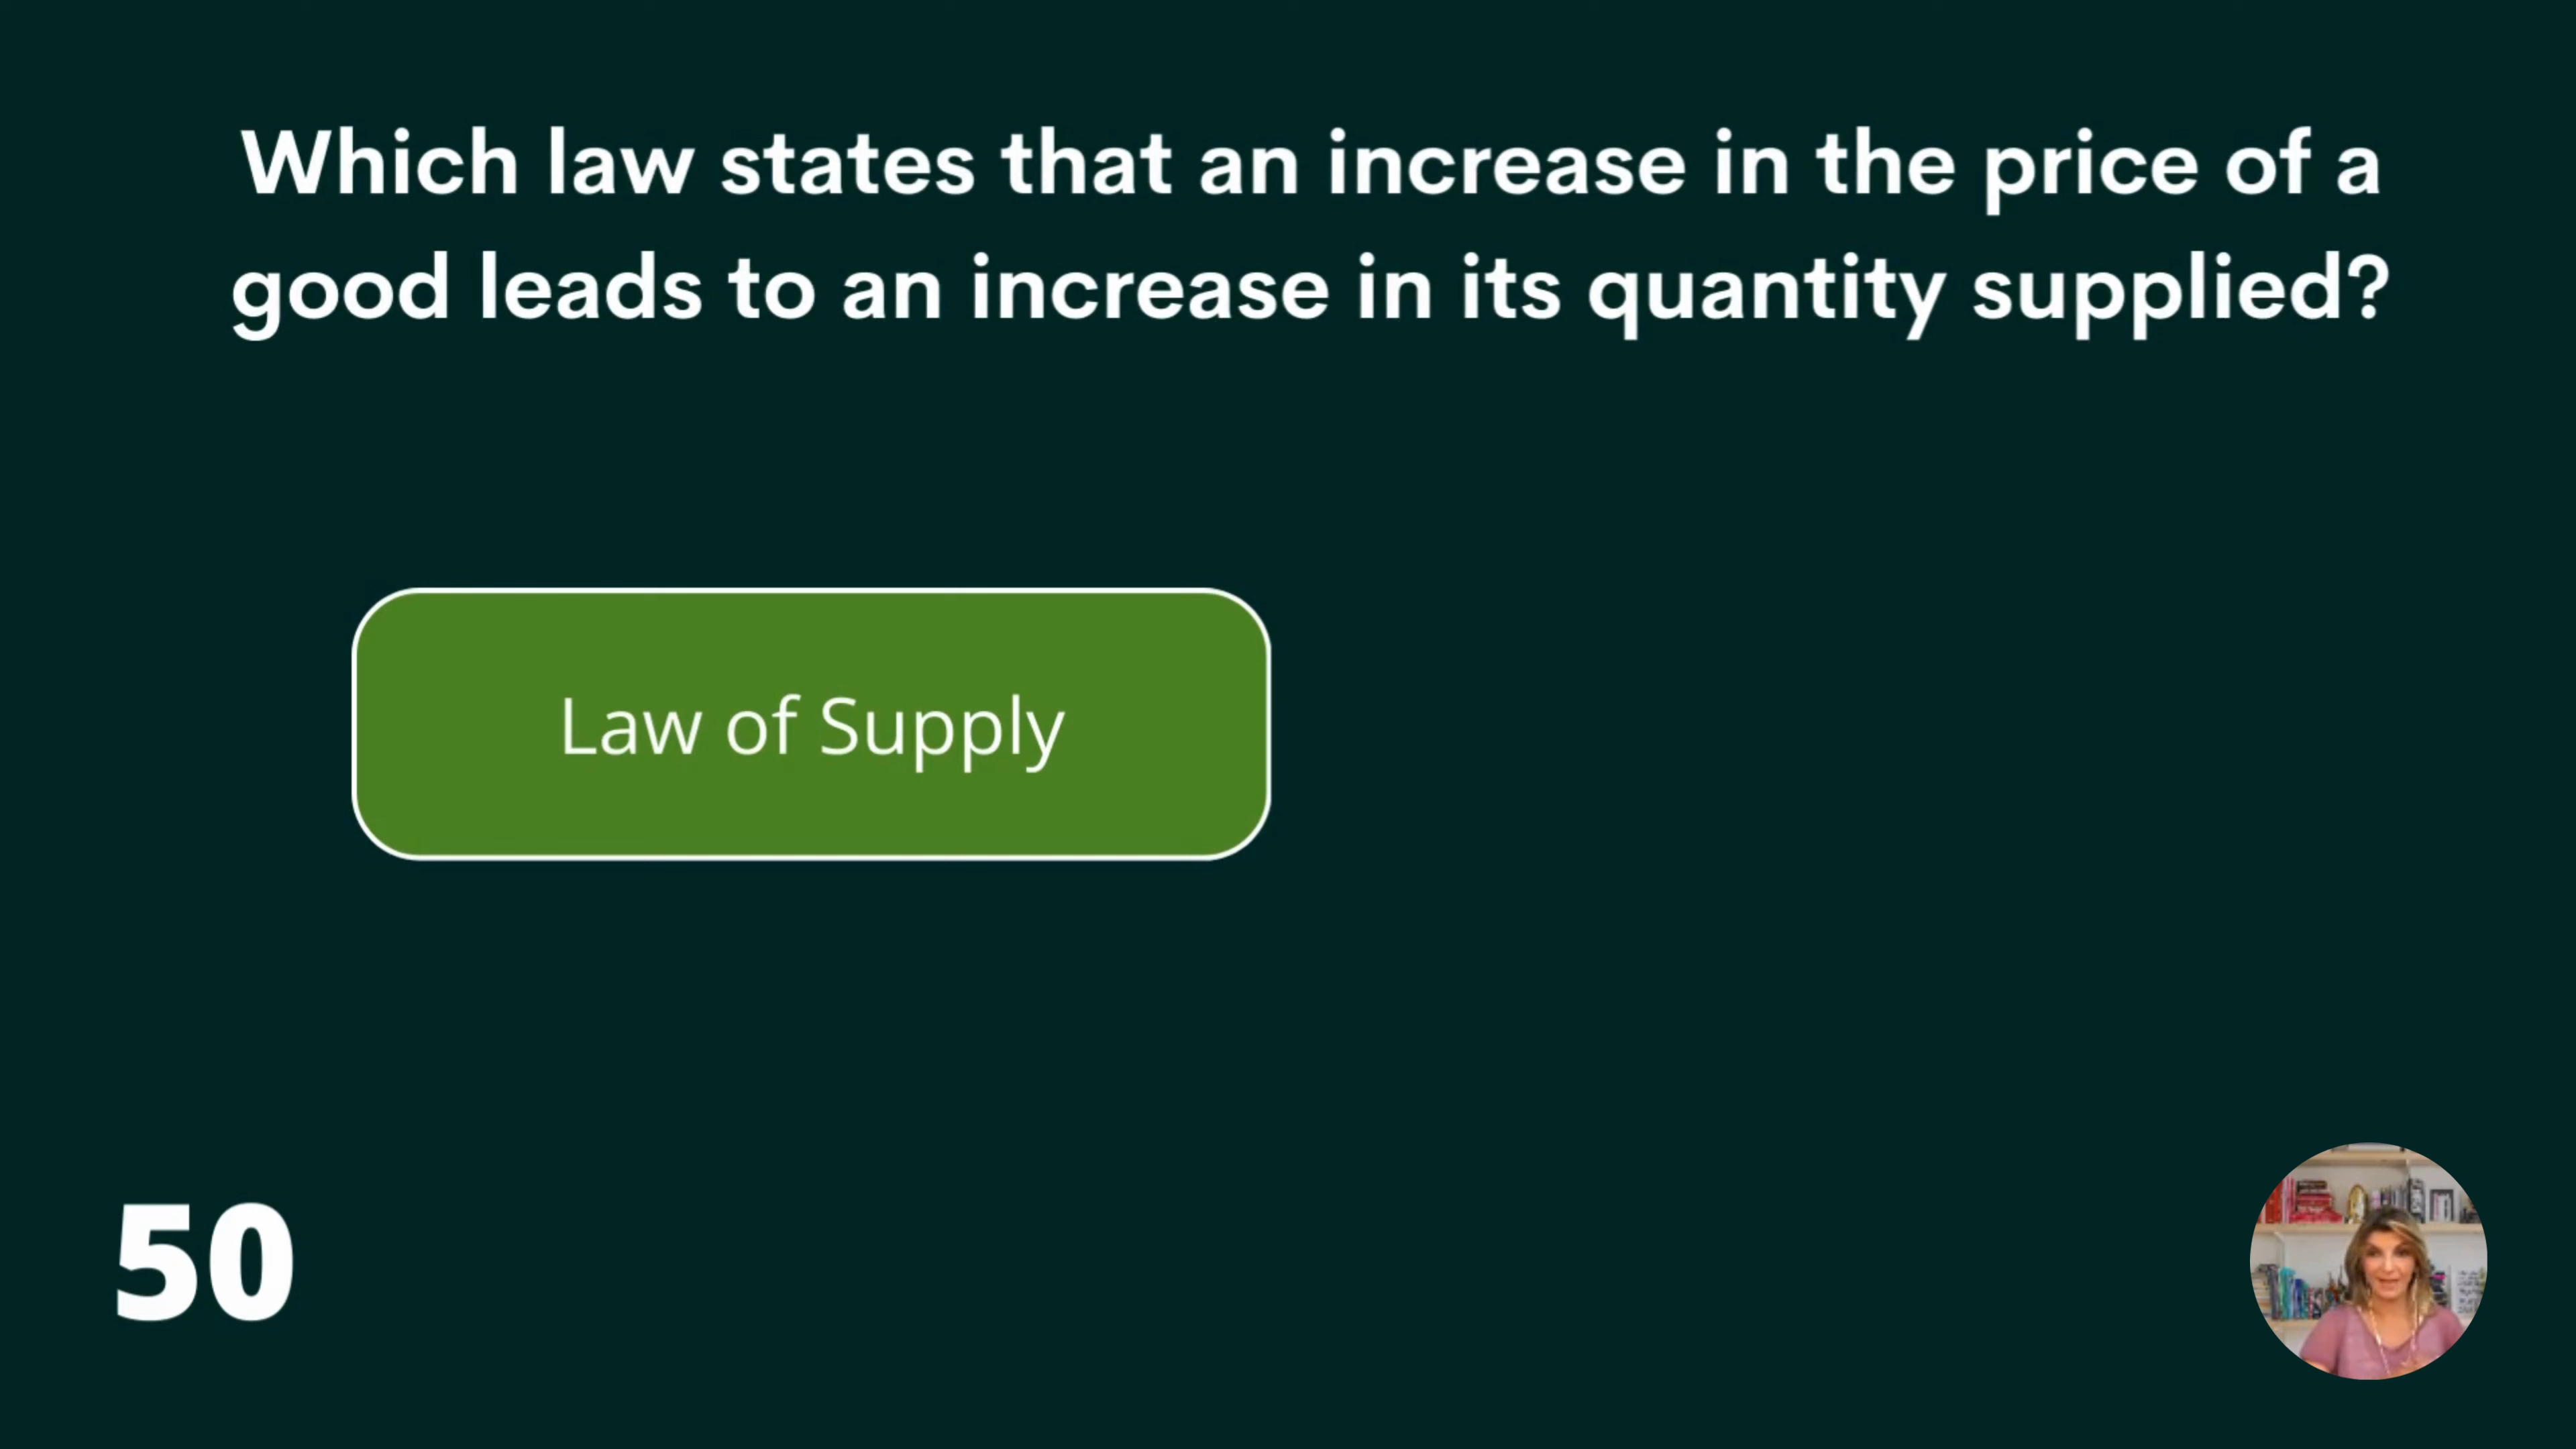 Which law states that an increase in the price of a
good leads to an increase in its quantity supplied?
Law of Supply
50